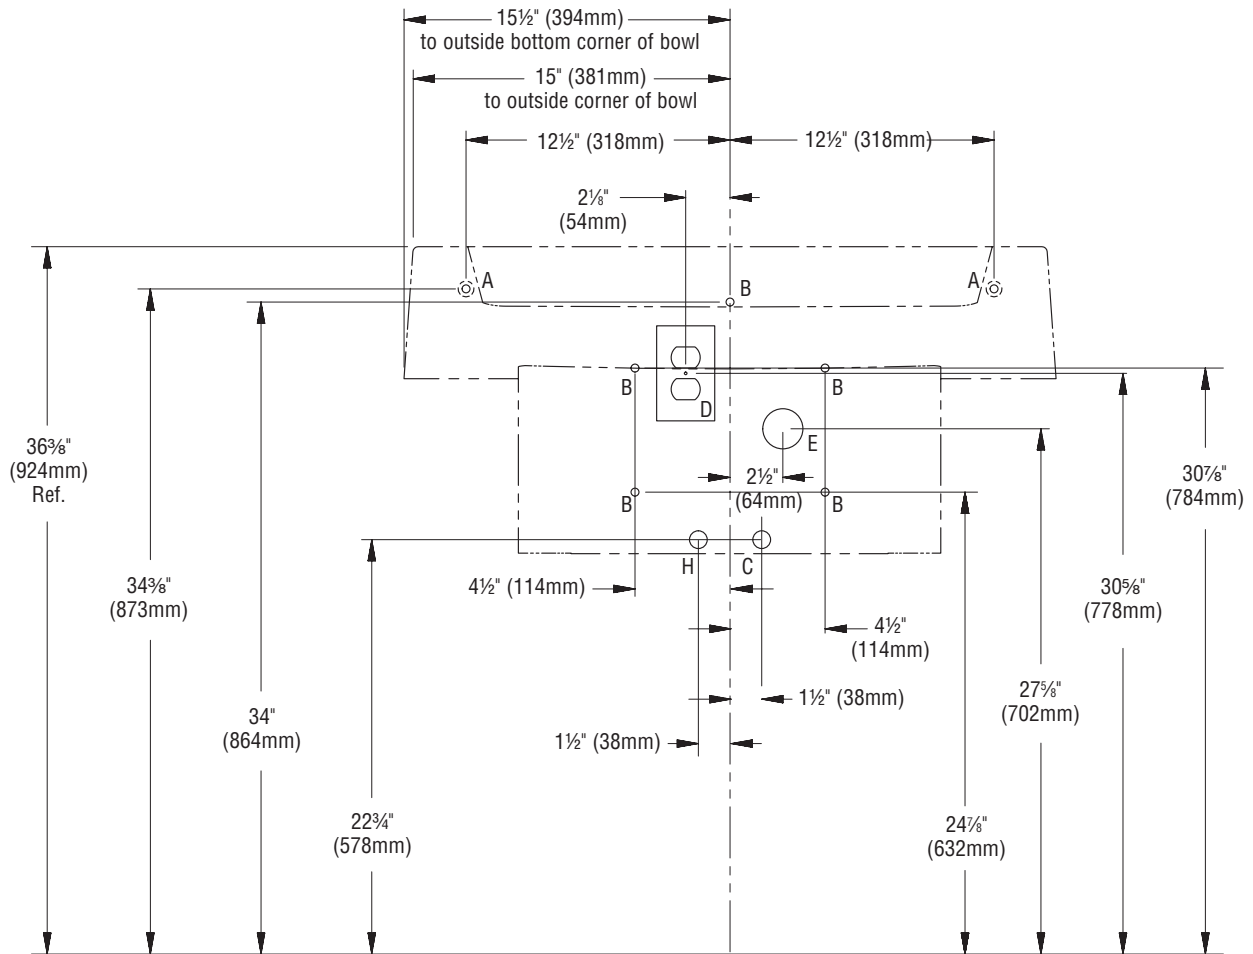 15½" (394mm)
to outside bottom corner of bowl
15" (381mm)
to outside corner of bowl
12½" (318mm)
12½" (318mm)
2⅛"
(54mm)
A
B
A
B
D
B
E
36⅜"
(924mm)
Ref.
2½"
(64mm)
30⅞"
(784mm)
B
B
H
C
34⅜"
(873mm)
4½" (114mm)
30⅝"
(778mm)
4½"
(114mm)
27⅝"
(702mm)
1½" (38mm)
34"
(864mm)
1½" (38mm)
22¾"
(578mm)
24⅞"
(632mm)